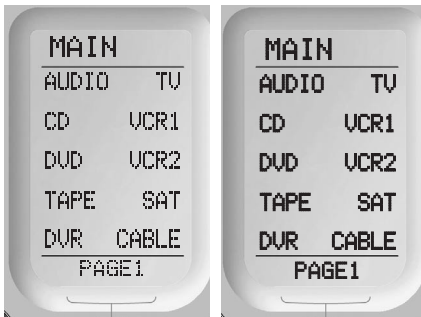 MAIN
AUDIO TV
CD VCR1
DVD VCR2
TAPE SAT
DVR CABLE
PAGE1
MAIN
AUDIO TV
CD VCR1
DVD VCR2
TAPE SAT
DVR CABLE
PAGE1